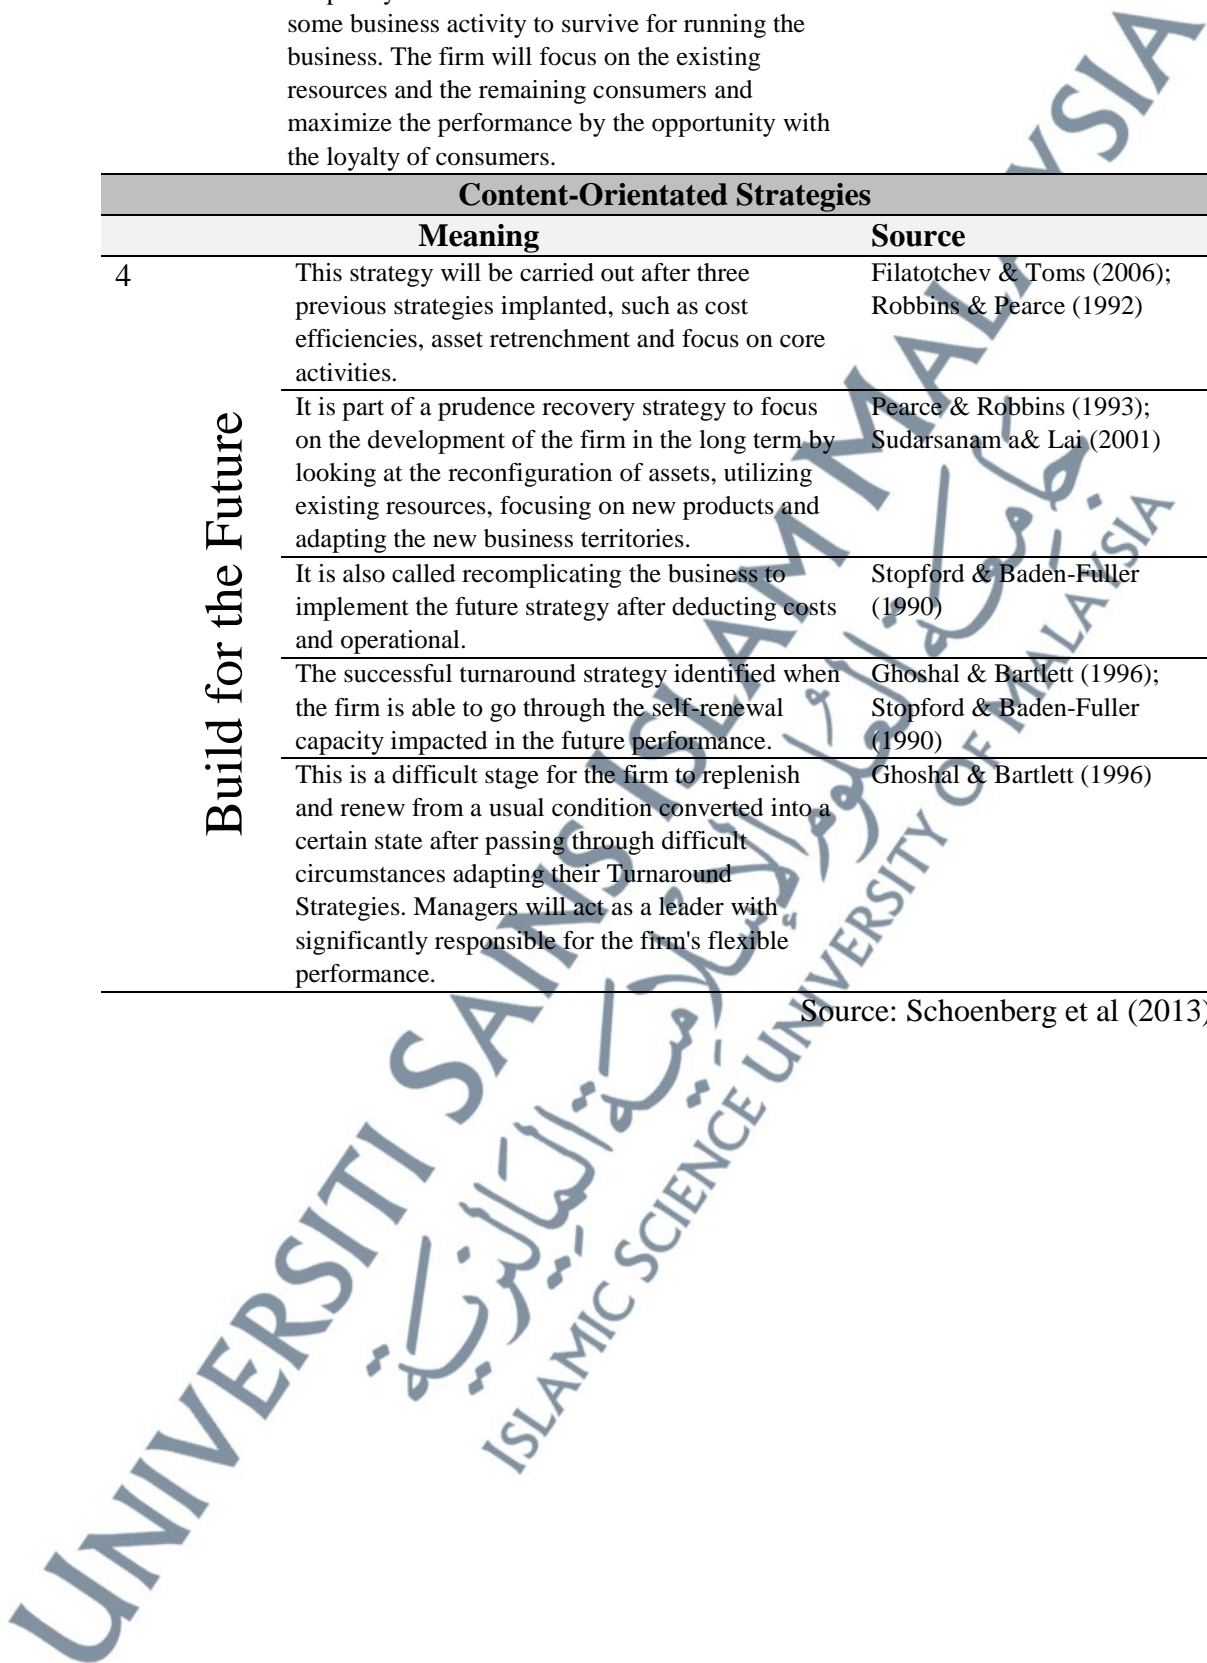 some business activity to survive for running the
business. The firm will focus on the existing
resources and the remaining consumers and
maximize the performance by the opportunity with
the loyalty of consumers.
Content-Orientated Strategies
Meaning Source
4
Build for the Future
This strategy will be carried out after three
previous strategies implanted, such as cost
efficiencies, asset retrenchment and focus on core
activities.
Filatotchev & Toms (2006);
Robbins & Pearce (1992)
It is part of a prudence recovery strategy to focus
on the development of the firm in the long term by
looking at the reconfiguration of assets, utilizing
existing resources, focusing on new products and
adapting the new business territories.
Pearce & Robbins (1993);
Sudarsanam a& Lai (2001)
It is also called recomplicating the business to
implement the future strategy after deducting costs
and operational.
Stopford & Baden-Fuller
(1990)
The successful turnaround strategy identified when
the firm is able to go through the self-renewal
capacity impacted in the future performance.
Ghoshal & Bartlett (1996);
Stopford & Baden-Fuller
(1990)
This is a difficult stage for the firm to replenish
and renew from a usual condition converted into a
certain state after passing through difficult
circumstances adapting their Turnaround
Strategies. Managers will act as a leader with
significantly responsible for the firm's flexible
performance.
Ghoshal & Bartlett (1996)
Source: Schoenberg et al (2013)
UNIVERSITI SAINS ISLAM MALAYSIA
جامعة العلوم الإسلامية الماليزية
ISLAMIC SCIENCE UNIVERSITY OF MALAYSIA